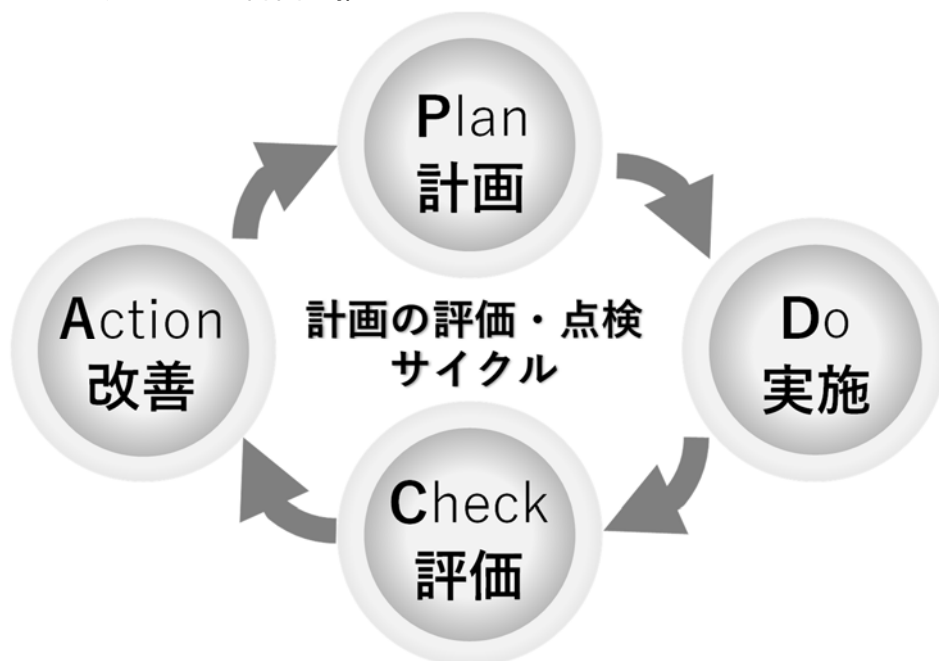 Plan
計画
Do
実施
Check
評価
Action
改善
計画の評価・点検
サイクル